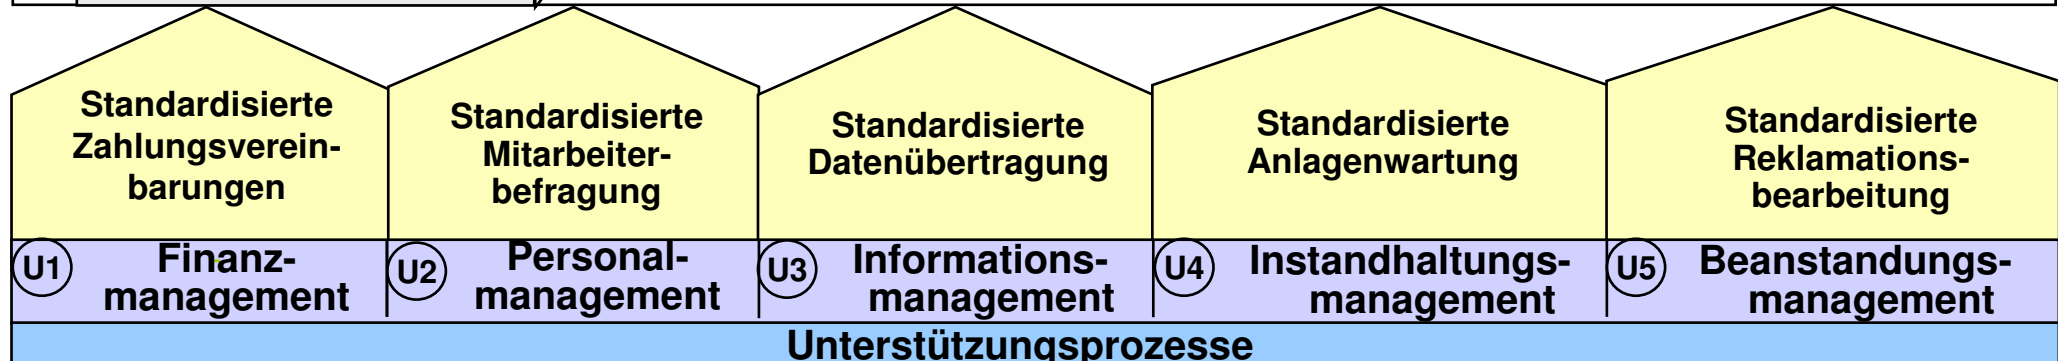 Standardisierte
Zahlungsverein-
barungen
Standardisierte
Mitarbeiter-
befragung
Standardisierte
Datenübertragung
Standardisierte
Anlagenwartung
Standardisierte
Reklamations-
bearbeitung
U1
Finanz-
management
U2
Personal-
management
U3
Informations-
management
U4
Instandhaltungs-
management
U5
Beanstandungs-
management
Unterstützungsprozesse